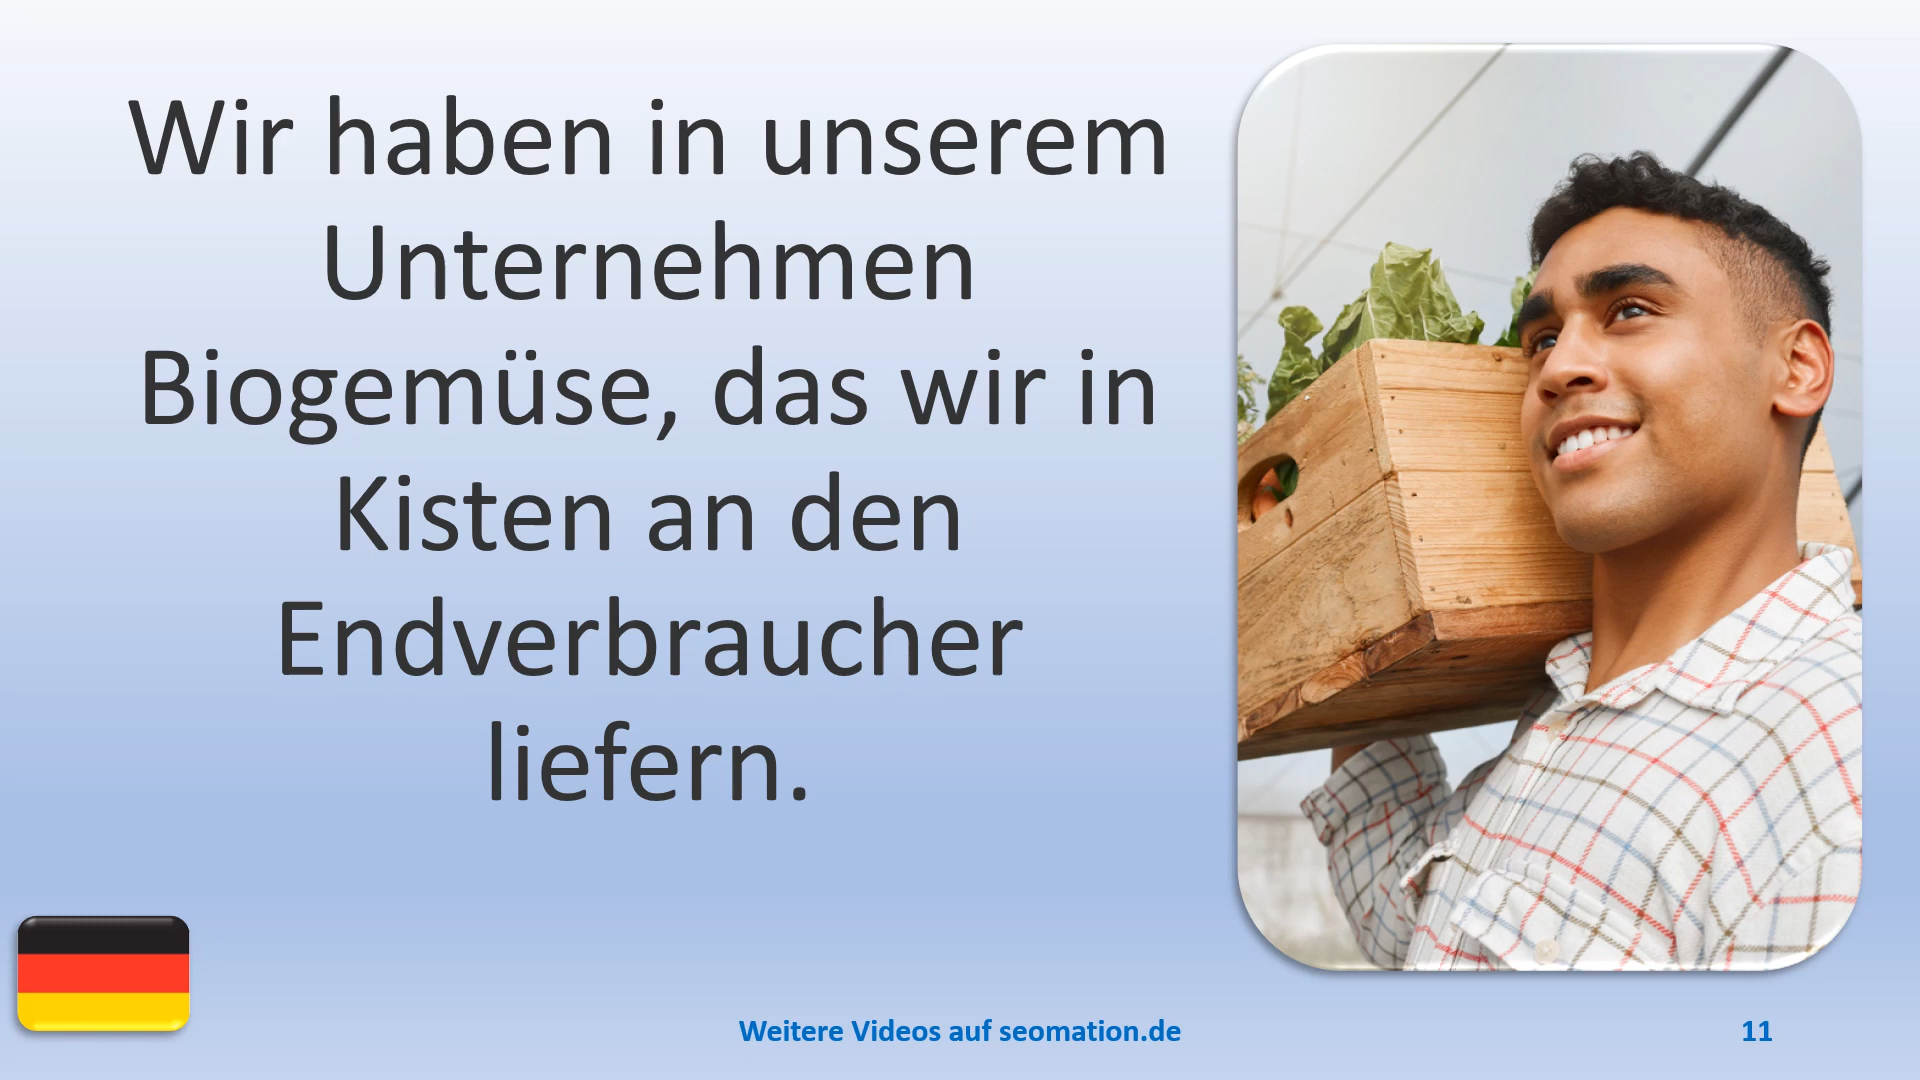 Wir haben in unserem
Unternehmen
Biogemüse, das wir in
Kisten an den
Endverbraucher
liefern.
Weitere Videos auf seomation.de
11